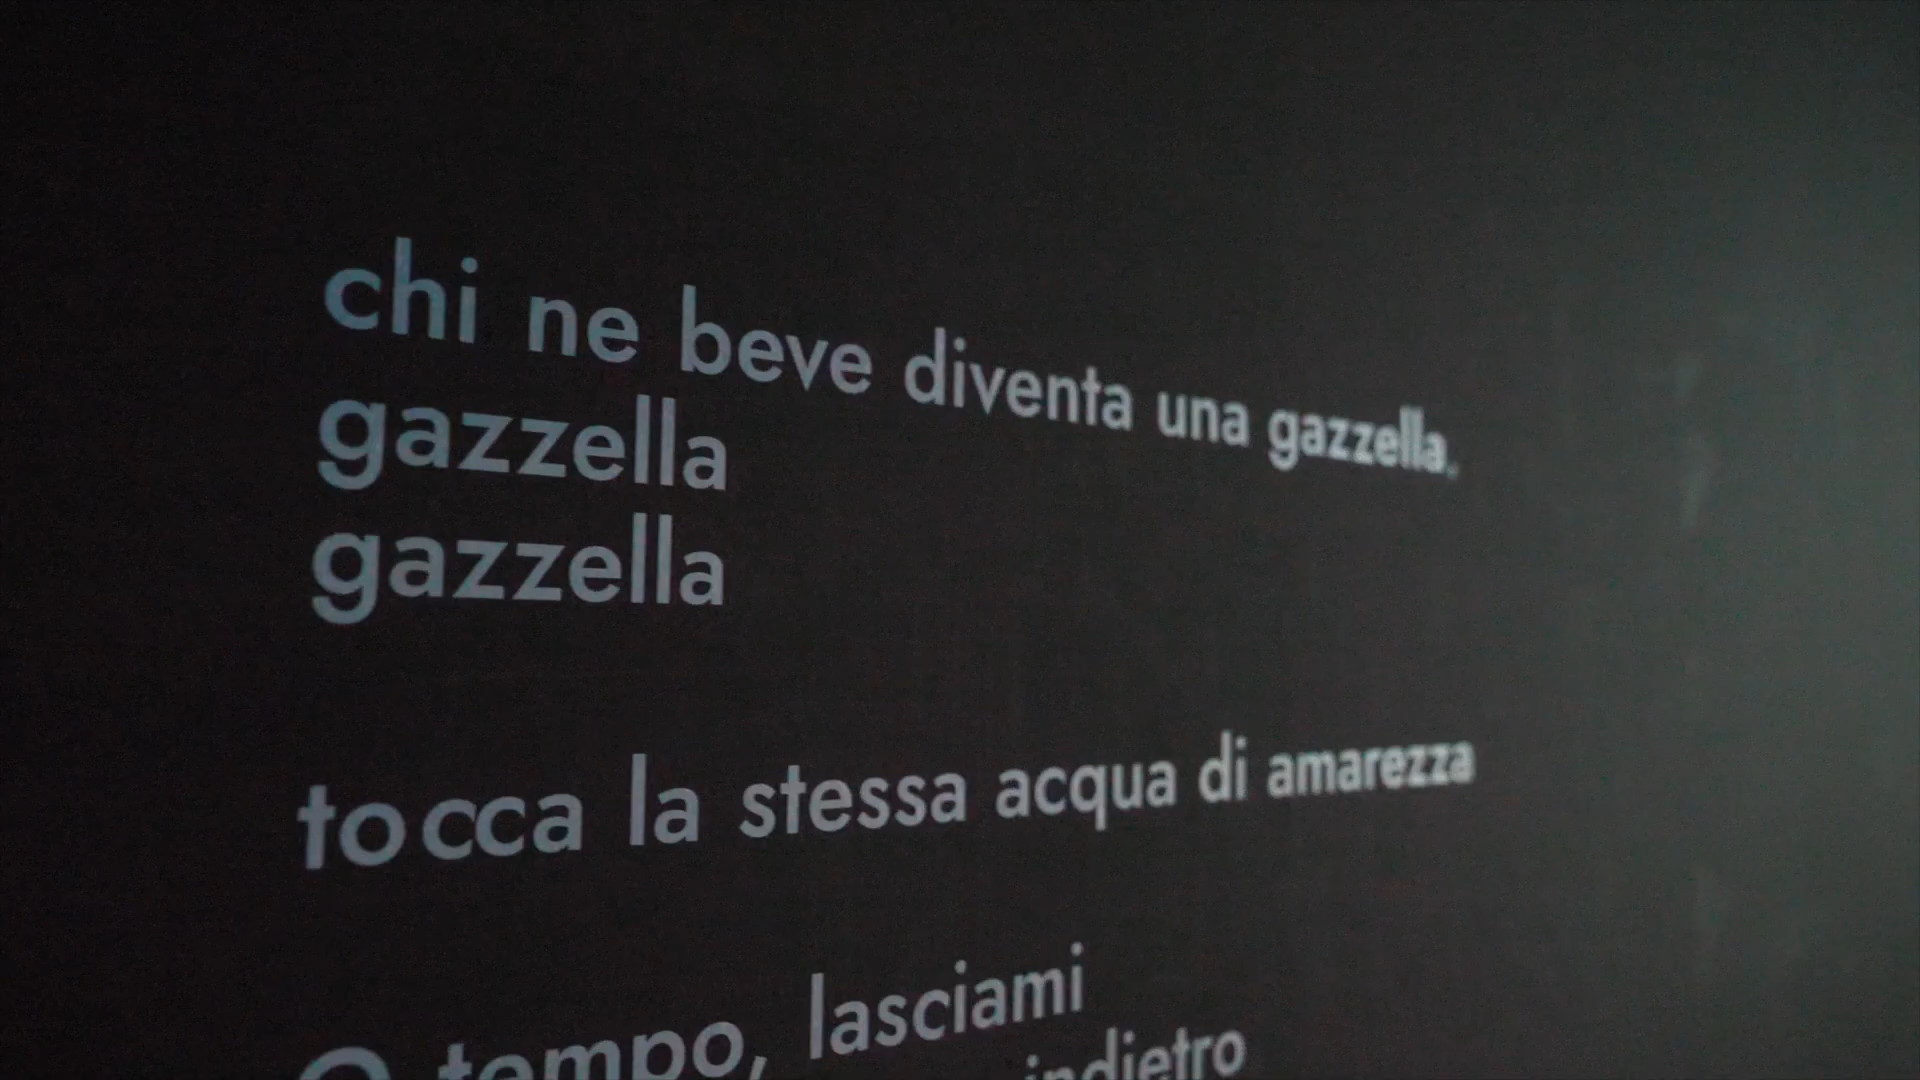 chi ne beve diventa una gazzella.
gazzella
gazzella
tocca la stessa acqua di amarezza
O tempo, lasciami
indietro